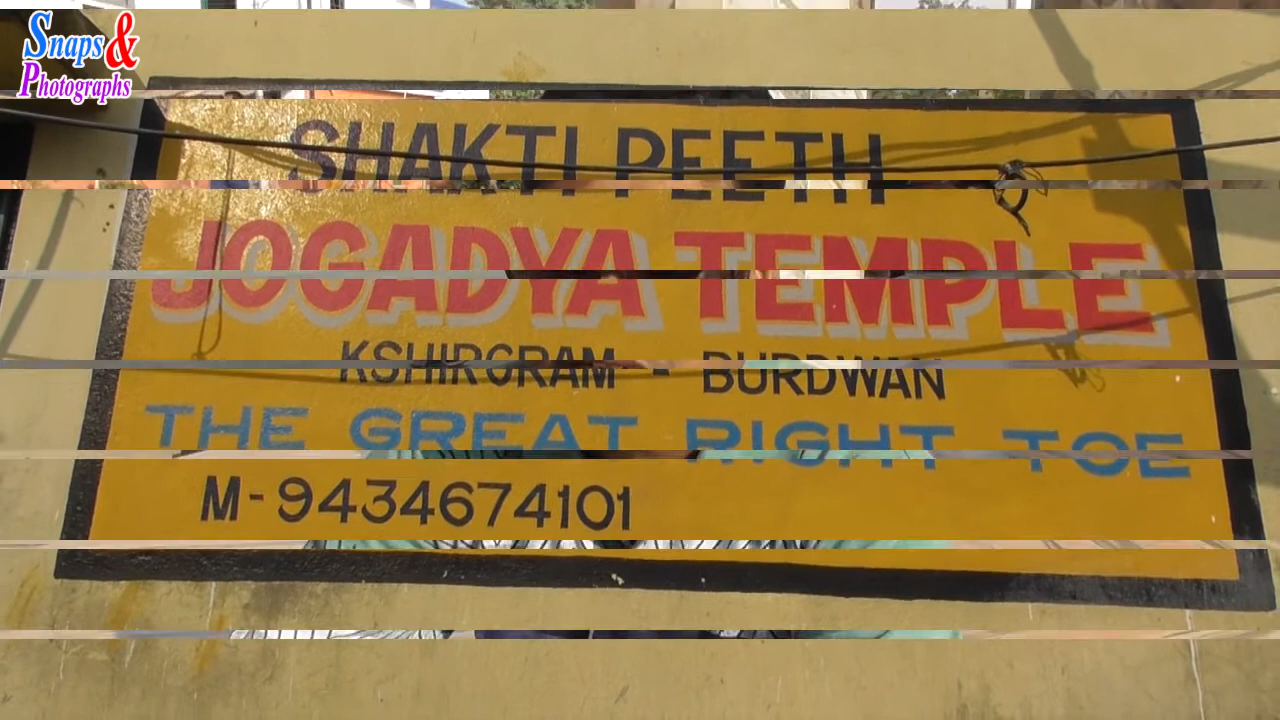 Snaps &
Photographs
SHAKTI PEETH
JOGADYA TEMPLE
KSHIRGRAM - BURDWAN
THE GREAT RIGHT TOE
M-9434674101